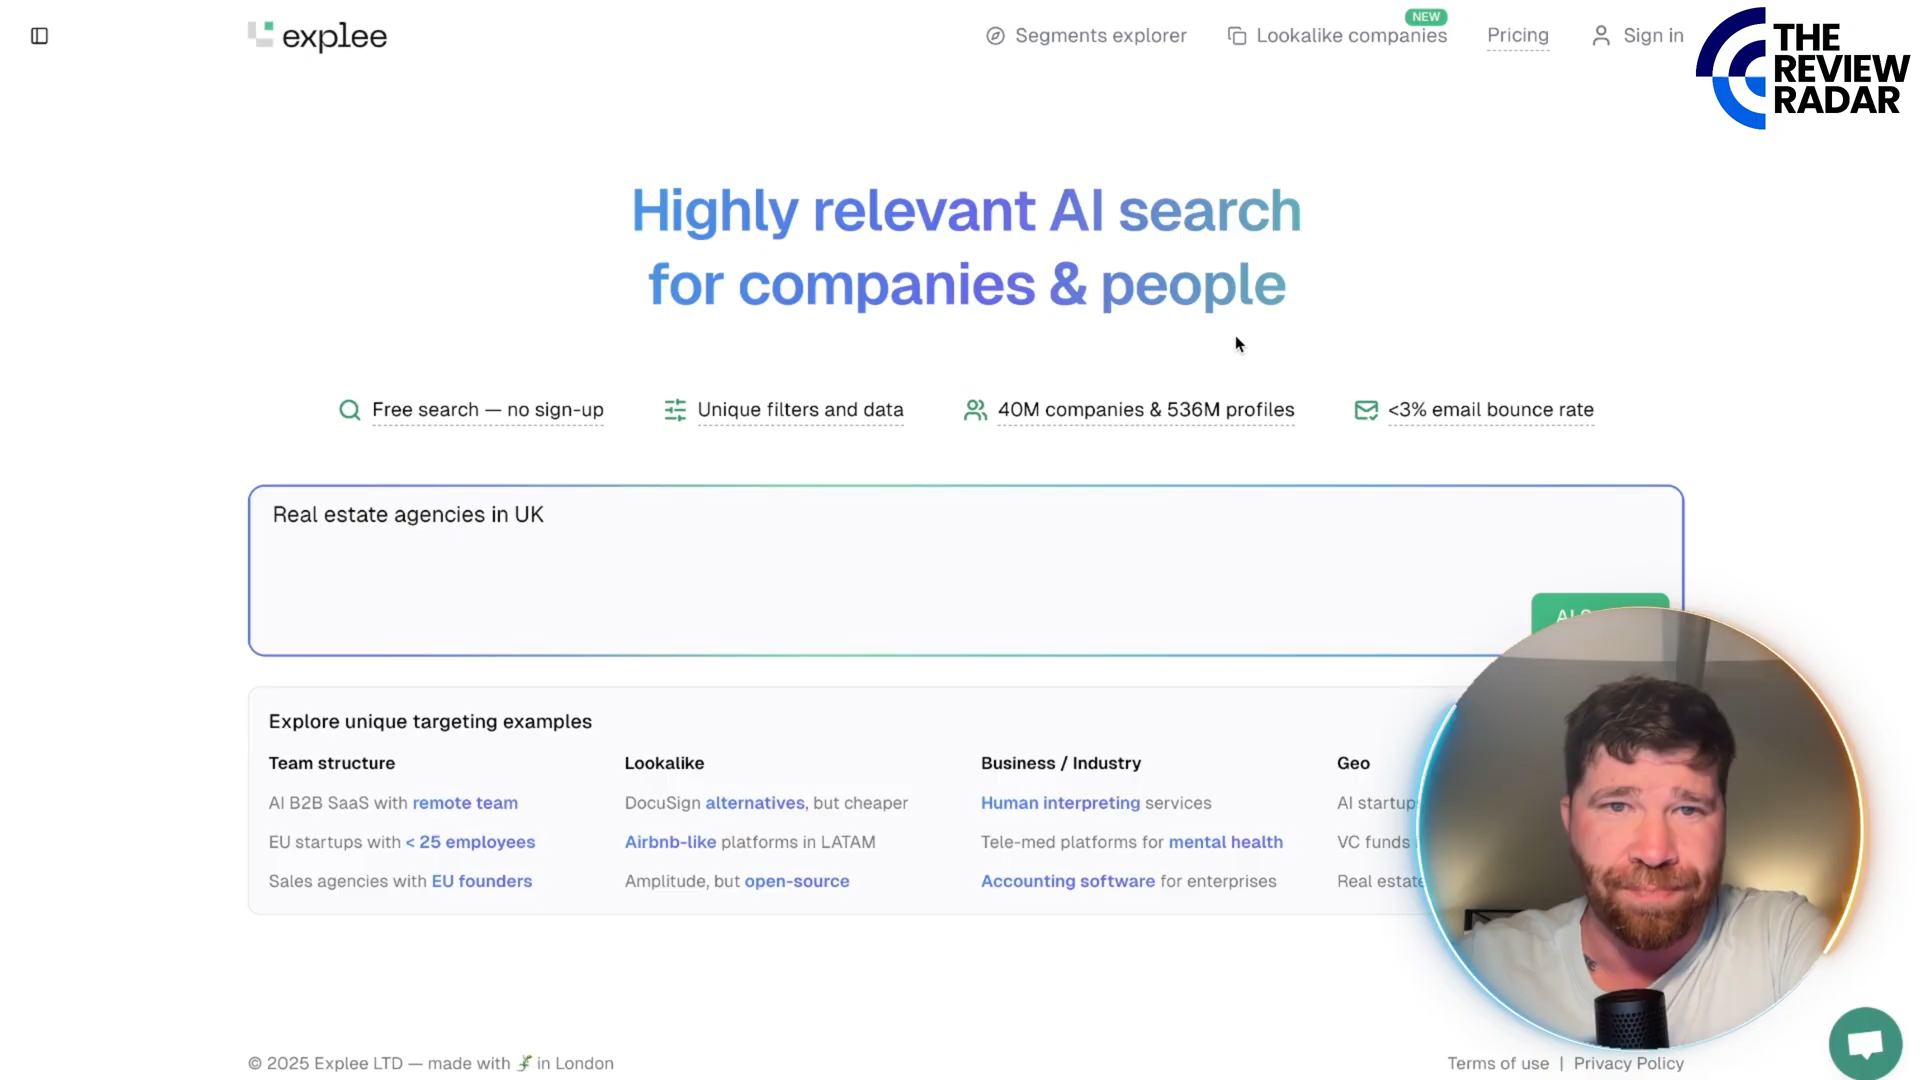 explee
Segments explorer
NEW
Lookalike companies
Pricing
Sign in
THE
REVIEW
RADAR
Highly relevant AI search
for companies & people
Free search — no sign-up
Unique filters and data
40M companies & 536M profiles
<3% email bounce rate
Real estate agencies in UK
Explore unique targeting examples
Team structure
AI B2B SaaS with remote team
EU startups with < 25 employees
Sales agencies with EU founders
Lookalike
DocuSign alternatives, but cheaper
Airbnb-like platforms in LATAM
Amplitude, but open-source
Business / Industry
Human interpreting services
Tele-med platforms for mental health
Accounting software for enterprises
Geo
AI
VC funds
Real estate
© 2025 Explee LTD — made with in London
Terms of use | Privacy Policy